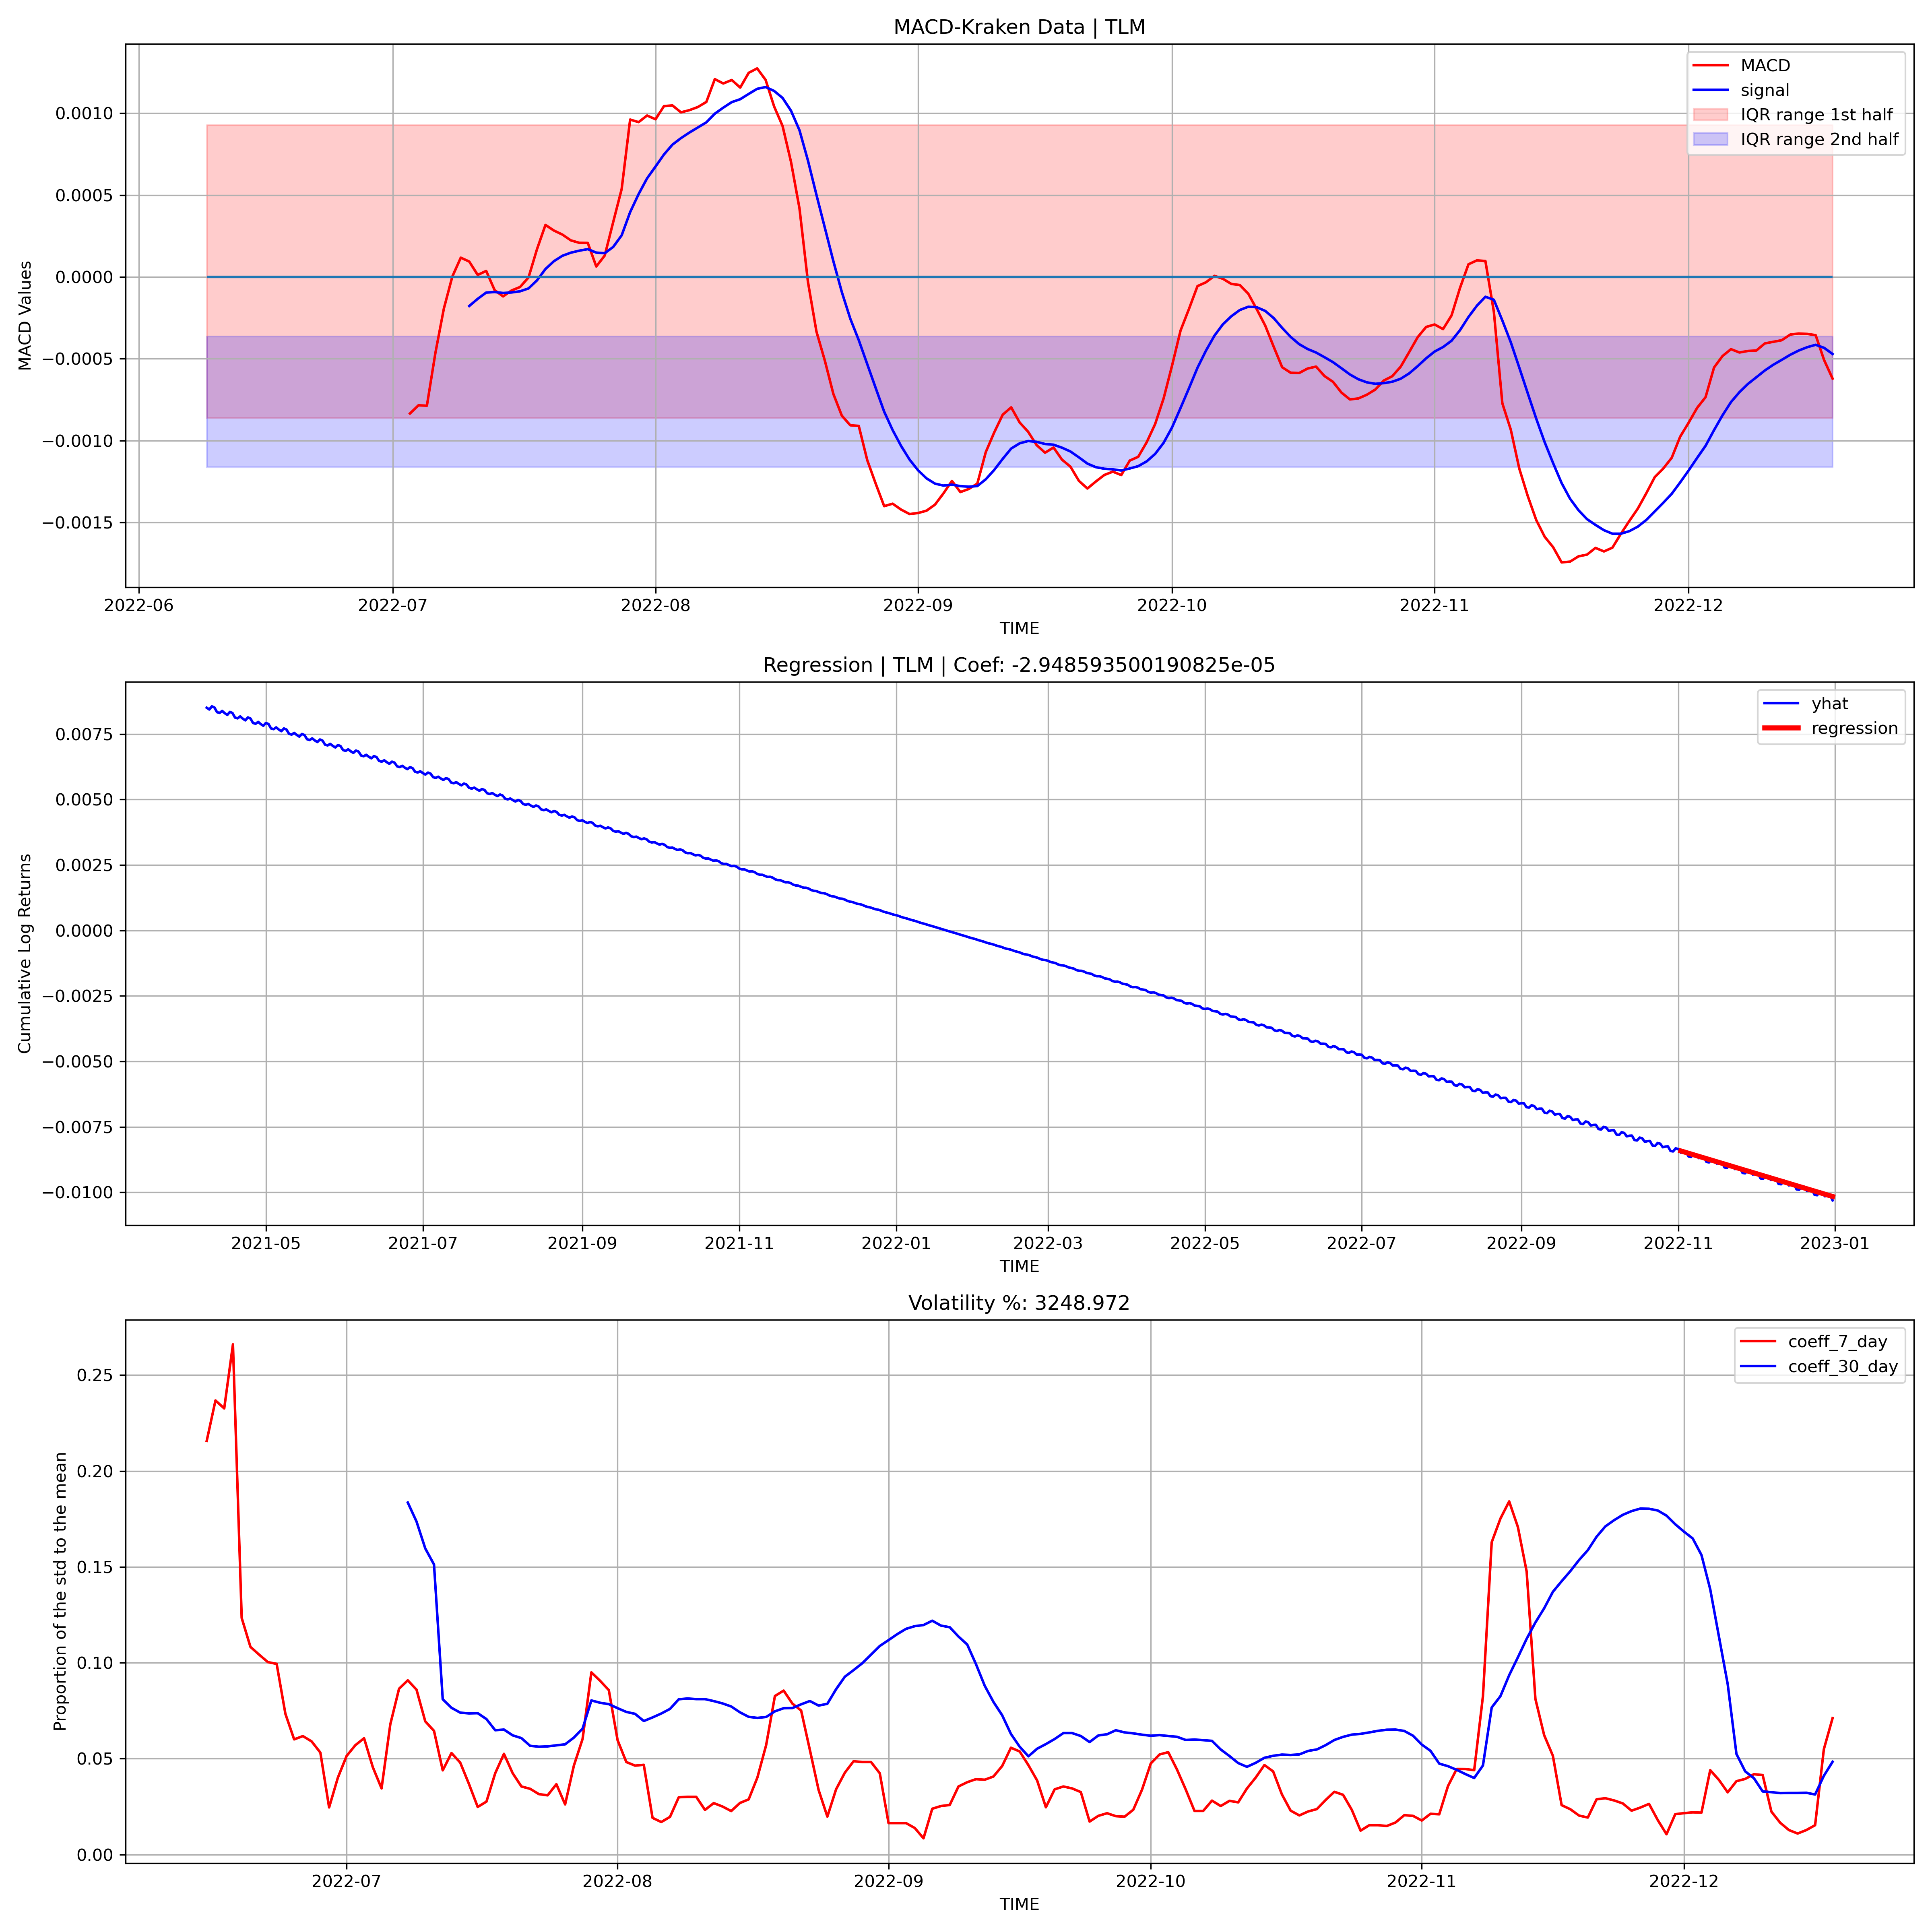 MACD-Kraken Data | TLM
MACD Values
0.0010
0.0005
0.0000
−0.0005
−0.0010
−0.0015
MACD
signal
IQR range 1st half
IQR range 2nd half
2022-06 2022-07 2022-08 2022-09 2022-10 2022-11 2022-12
TIME
Regression | TLM | Coef: -2.948593500190825e-05
Cumulative Log Returns
0.0075
0.0050
0.0025
0.0000
−0.0025
−0.0050
−0.0075
−0.0100
yhat
regression
2021-05 2021-07 2021-09 2021-11 2022-01 2022-03 2022-05 2022-07 2022-09 2022-11 2023-01
TIME
Volatility %: 3248.972
Proportion of the std to the mean
0.25
0.20
0.15
0.10
0.05
0.00
coeff_7_day
coeff_30_day
2022-07 2022-08 2022-09 2022-10 2022-11 2022-12
TIME